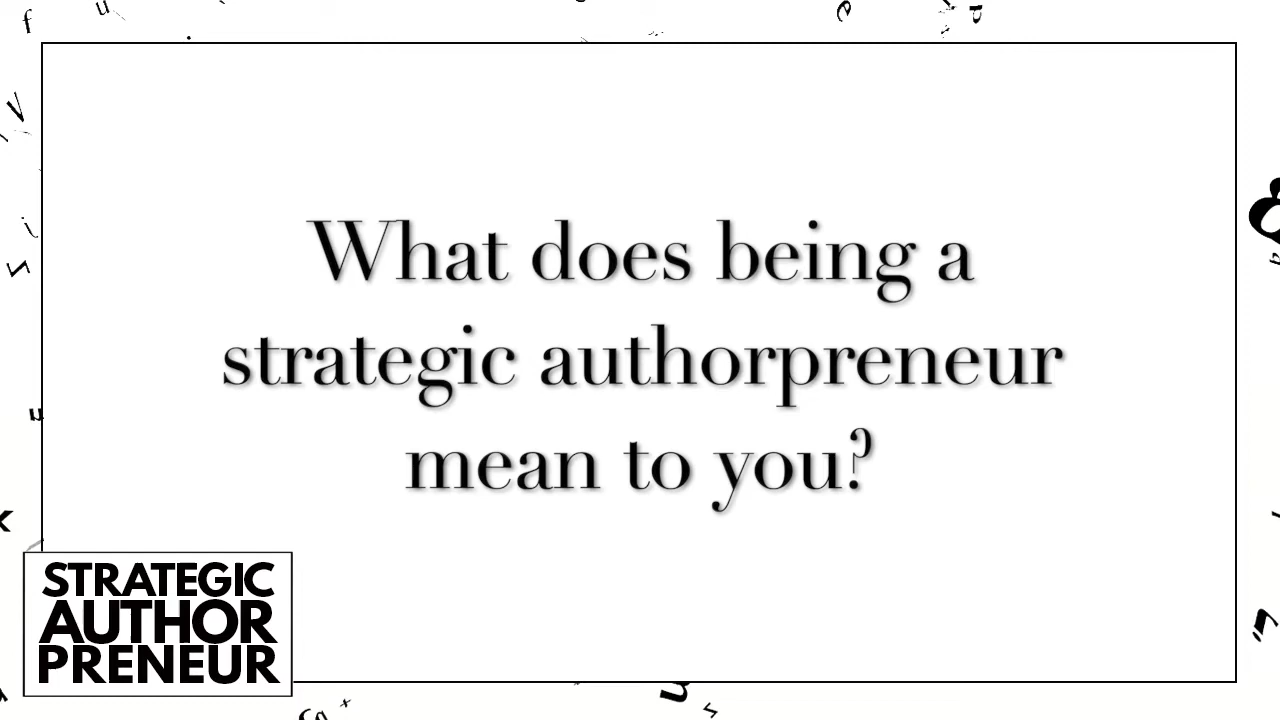 What does being a
strategic authorpreneur
mean to you?
STRATEGIC
AUTHOR
PRENEUR